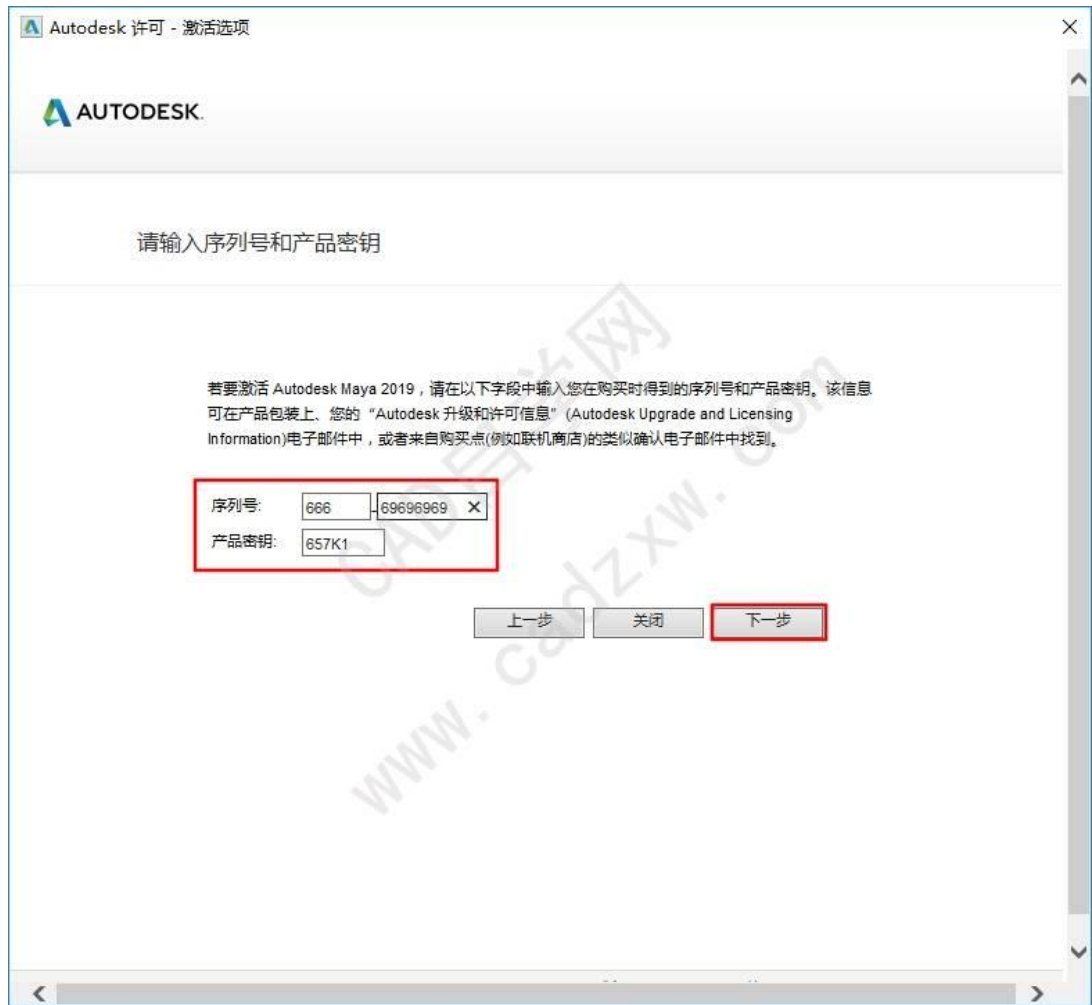 Autodesk 许可 - 激活选项
AUTODESK.
请输入序列号和产品密钥
若要激活 Autodesk Maya 2019，请在以下字段中输入您在购买时得到的序列号和产品密钥。该信息
可在产品包装上、您的“Autodesk 升级和许可信息”(Autodesk Upgrade and Licensing
Information)电子邮件中，或者来自购买点(例如联机商店)的类似确认电子邮件中找到。
序列号: 666 - 69696969
产品密钥: 657K1
上一步 关闭 下一步
CAD自学网
www.cadzxw.com